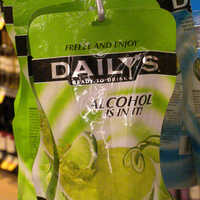 FREEZE AND ENJOY
DAILY'S
READY TO DRINK
ALCOHOL
IS IN IT!